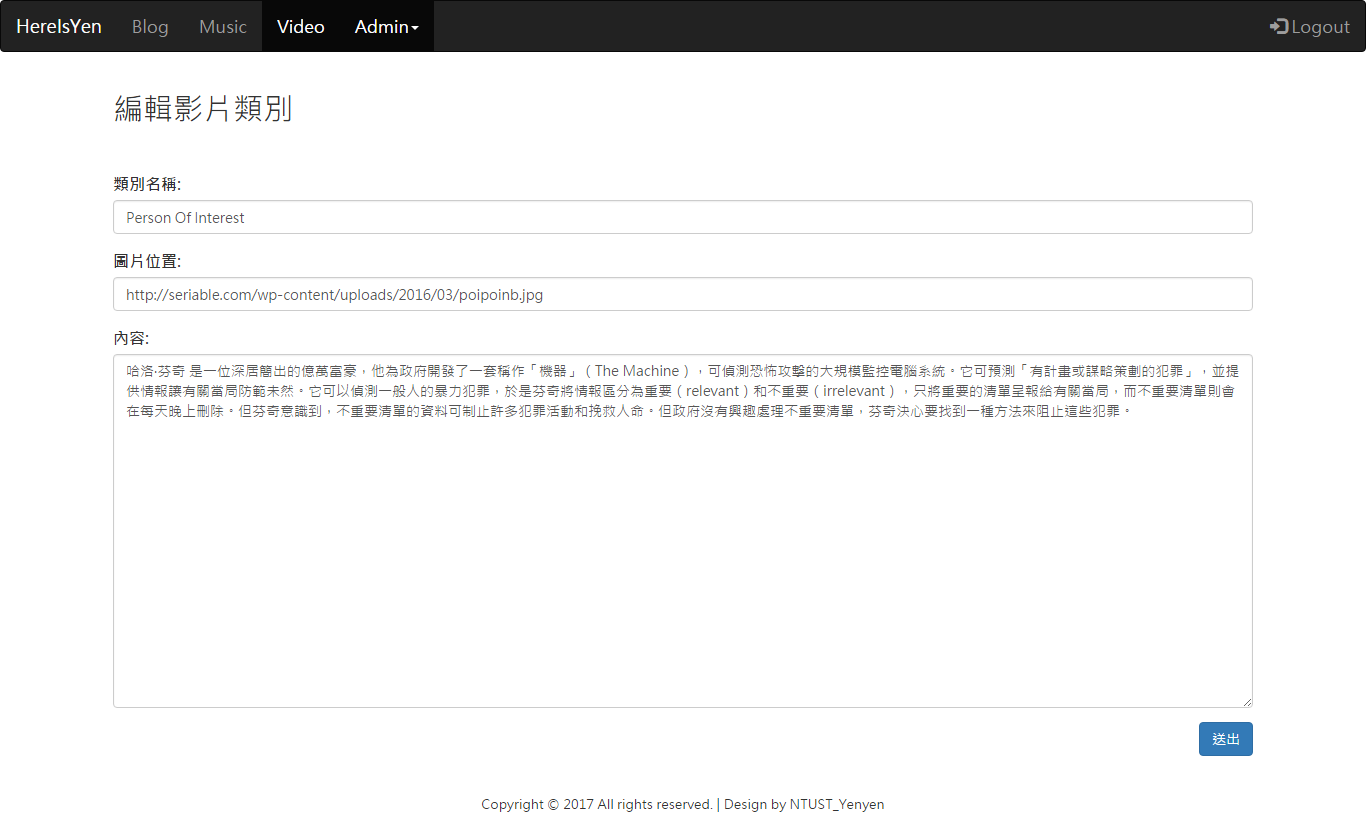 HereIsYen Blog Music Video Admin Logout
編輯影片類別
類別名稱:
Person Of Interest
圖片位置:
http://seriable.com/wp-content/uploads/2016/03/poipoinb.jpg
內容:
哈洛·芬奇 是一位深居簡出的億萬富豪，他為政府開發了一套稱作「機器」（The Machine），可偵測恐怖攻擊的大規模監控電腦系統。它可預測「有計畫或謀略策劃的犯罪」，並提
供情報讓有關當局防範未然。它可以偵測一般人的暴力犯罪，於是芬奇將情報區分為重要（relevant）和不重要（irrelevant），只將重要的清單呈報給有關當局，而不重要清單則會
在每天晚上刪除。但芬奇意識到，不重要清單的資料可制止許多犯罪活動和挽救人命。但政府沒有興趣處理不重要清單，芬奇決心要找到一種方法來阻止這些犯罪。
送出
Copyright © 2017 All rights reserved. | Design by NTUST_Yenyen